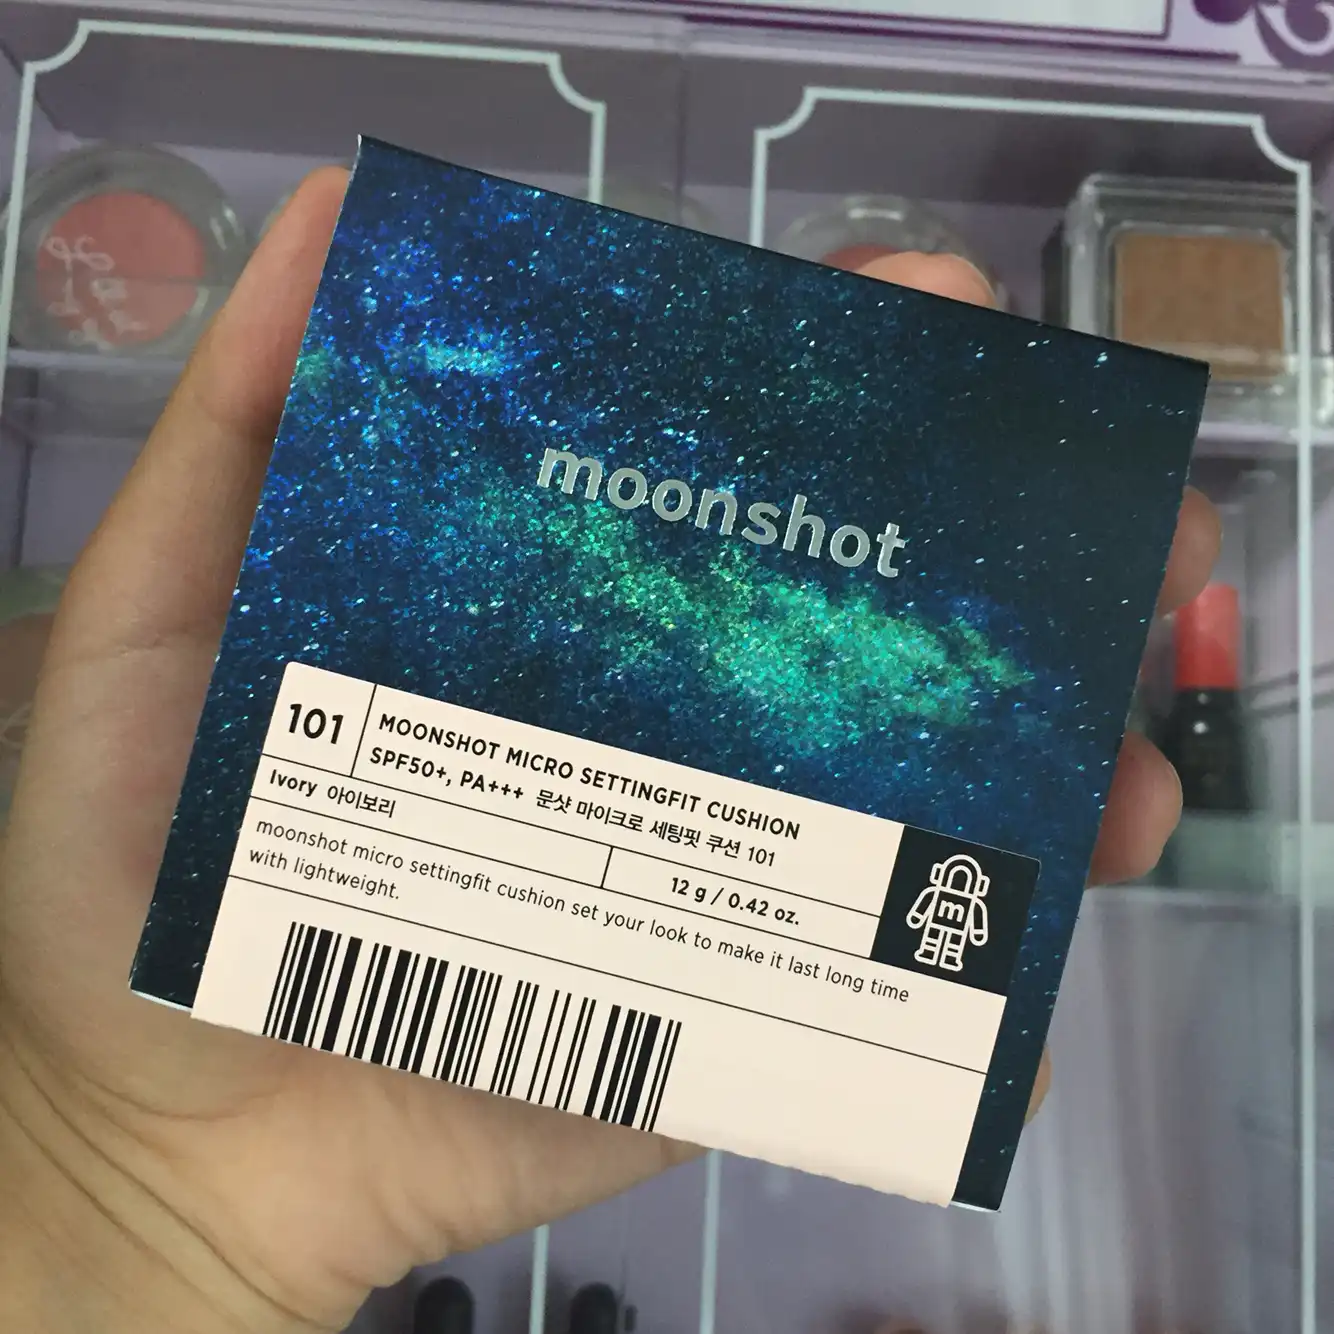 moonshot
101
MOONSHOT MICRO SETTINGFIT CUSHION
SPF50+, PA+++ 문샷 마이크로 세팅핏 쿠션 101
Ivory 아이보리
12 g / 0.42 oz.
moonshot micro settingfit cushion set your look to make it last long time
with lightweight.
m